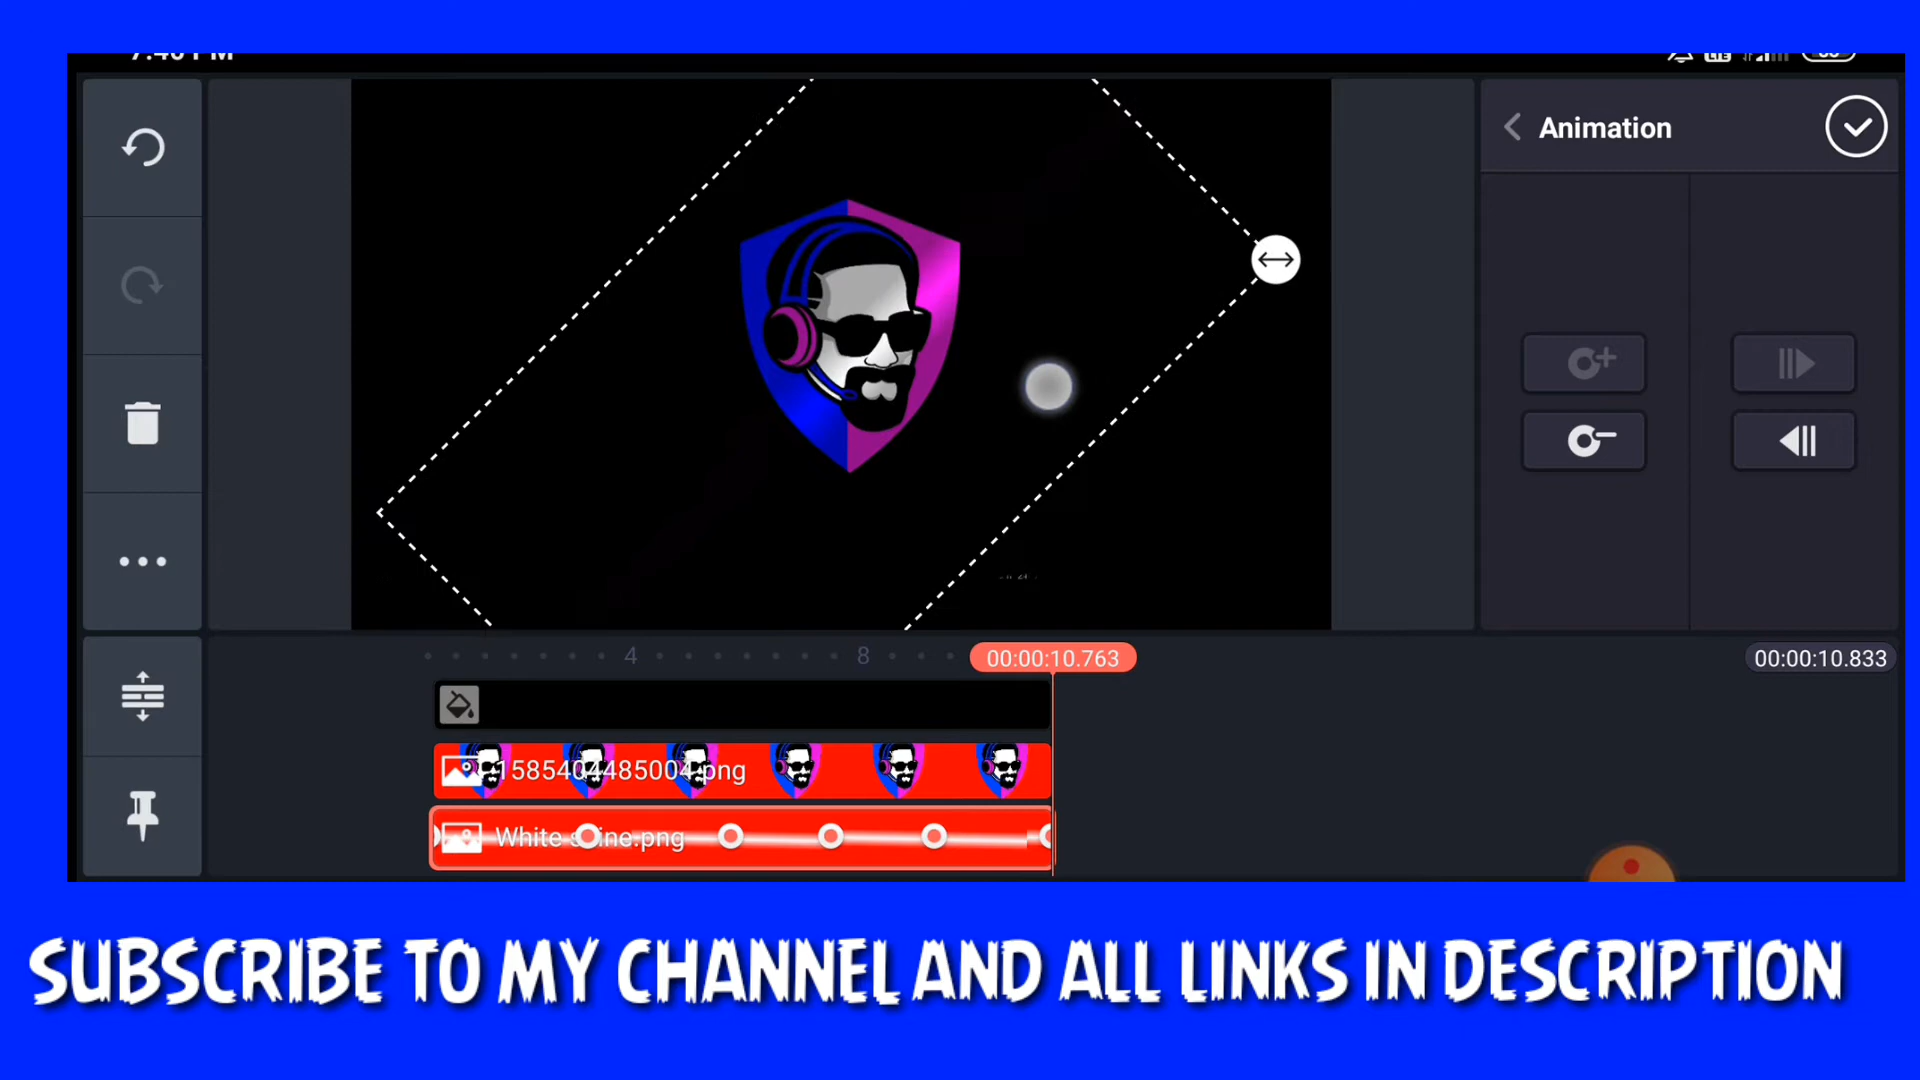 Animation
4
8
00:00:10.763
00:00:10.833
1585404485004.png
White shine.png
SUBSCRIBE TO MY CHANNEL AND ALL LINKS IN DESCRIPTION